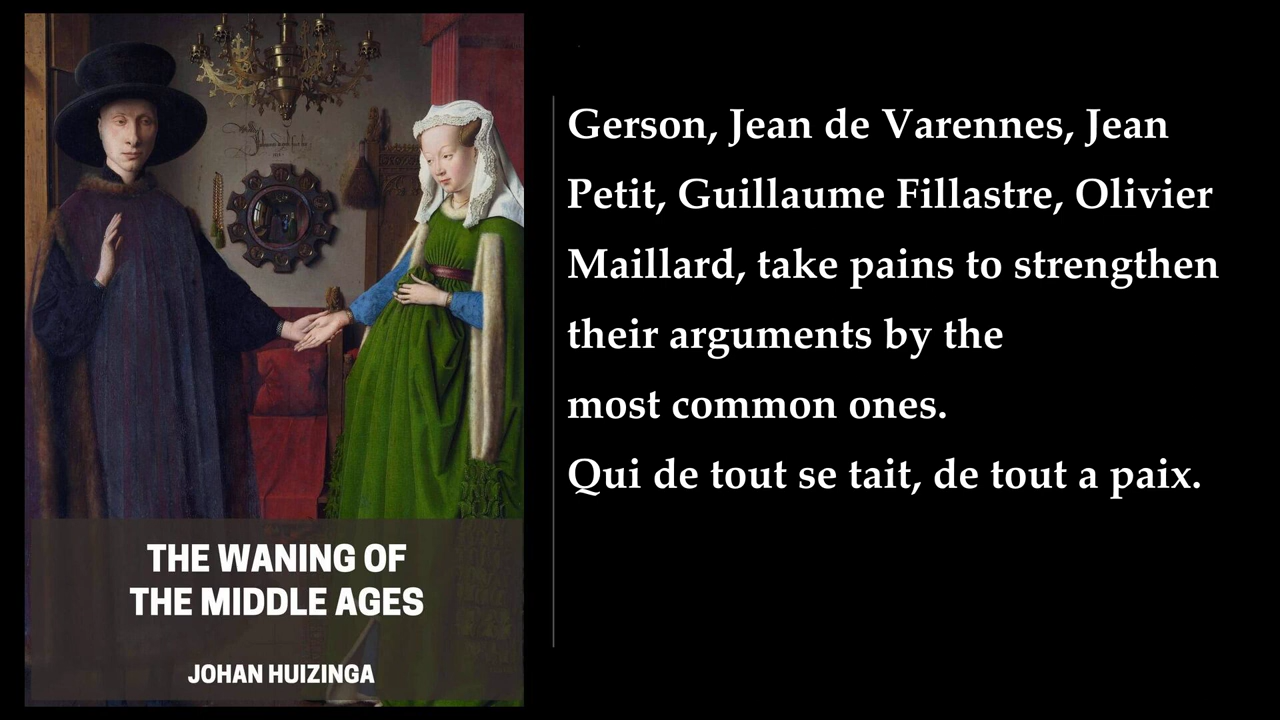 THE WANING OF
THE MIDDLE AGES
JOHAN HUIZINGA
Gerson, Jean de Varennes, Jean
Petit, Guillaume Fillastre, Olivier
Maillard, take pains to strengthen
their arguments by the
most common ones.
Qui de tout se tait, de tout a paix.